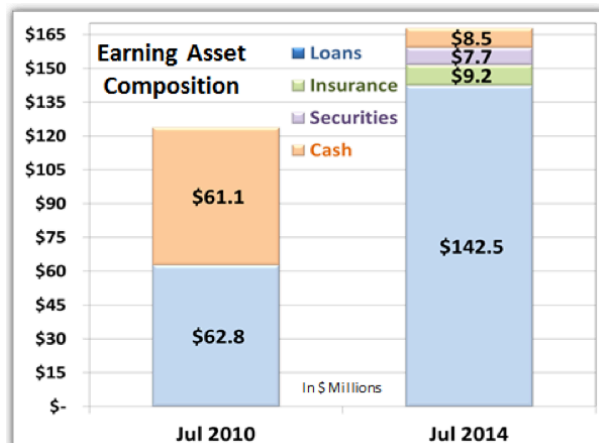 Earning Asset
Composition
Loans
Insurance
Securities
Cash
$165
$150
$135
$120
$105
$90
$75
$60
$45
$30
$15
$-
$61.1
$62.8
$8.5
$7.7
$9.2
$142.5
In $ Millions
Jul 2010
Jul 2014